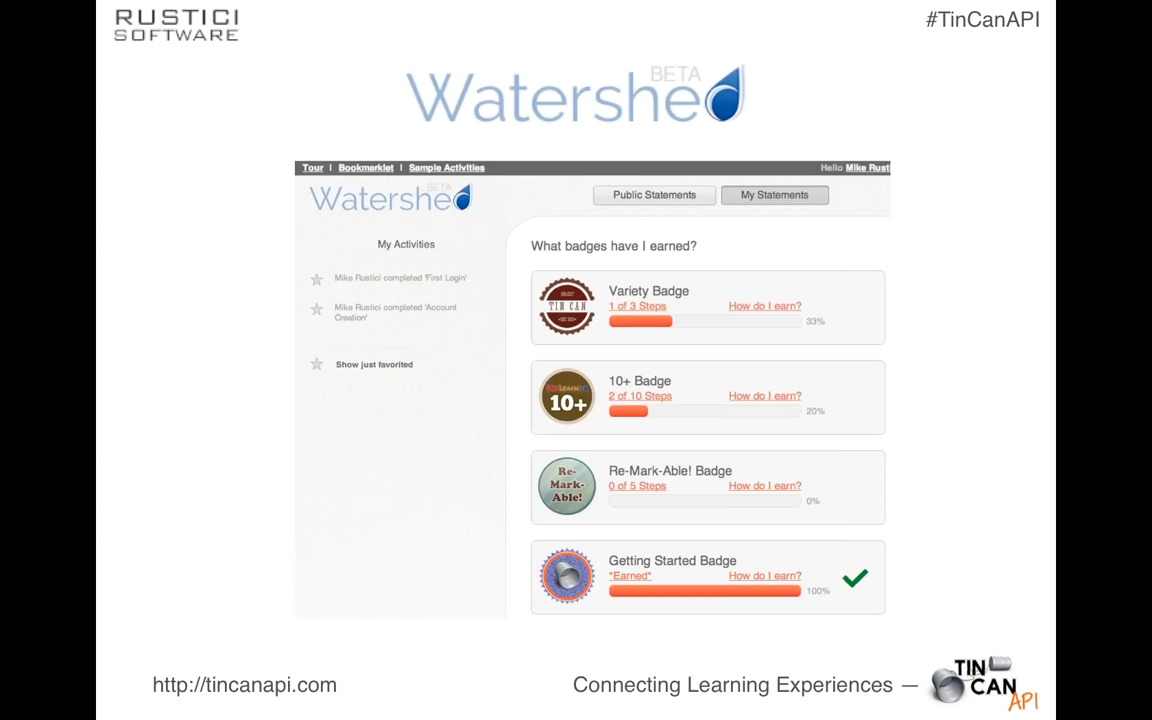 RUSTICI
SOFTWARE
#TinCanAPI
Watershed BETA
Tour | Bookmarklet | Sample Activities
Hello Mike Rusti
Watershed BETA
Public Statements
My Statements
My Activities
Mike Rustici completed 'First Login'
Mike Rustici completed 'Account
Creation'
Show just favorited
What badges have I earned?
TIN CAN
Variety Badge
1 of 3 Steps
How do I earn?
33%
10+
10+ Badge
2 of 10 Steps
How do I earn?
20%
Re-
Mark-
Able!
Re-Mark-Able! Badge
0 of 5 Steps
How do I earn?
0%
Getting Started Badge
*Earned*
How do I earn?
100%
http://tincanapi.com
Connecting Learning Experiences —
TIN
CAN
API